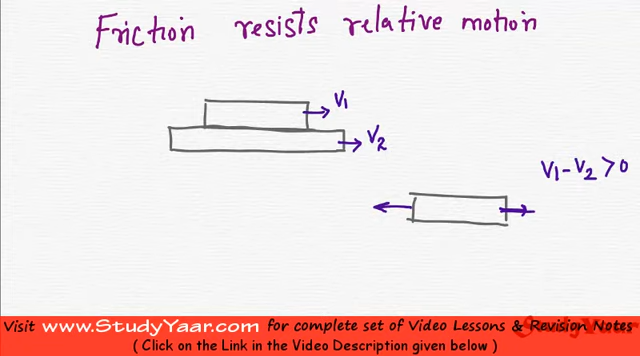 Friction resists relative motion
V1
V2
V1 - V2 > 0
StudyYaar
Visit www.StudyYaar.com for complete set of Video Lessons & Revision Notes
( Click on the Link in the Video Description given below )